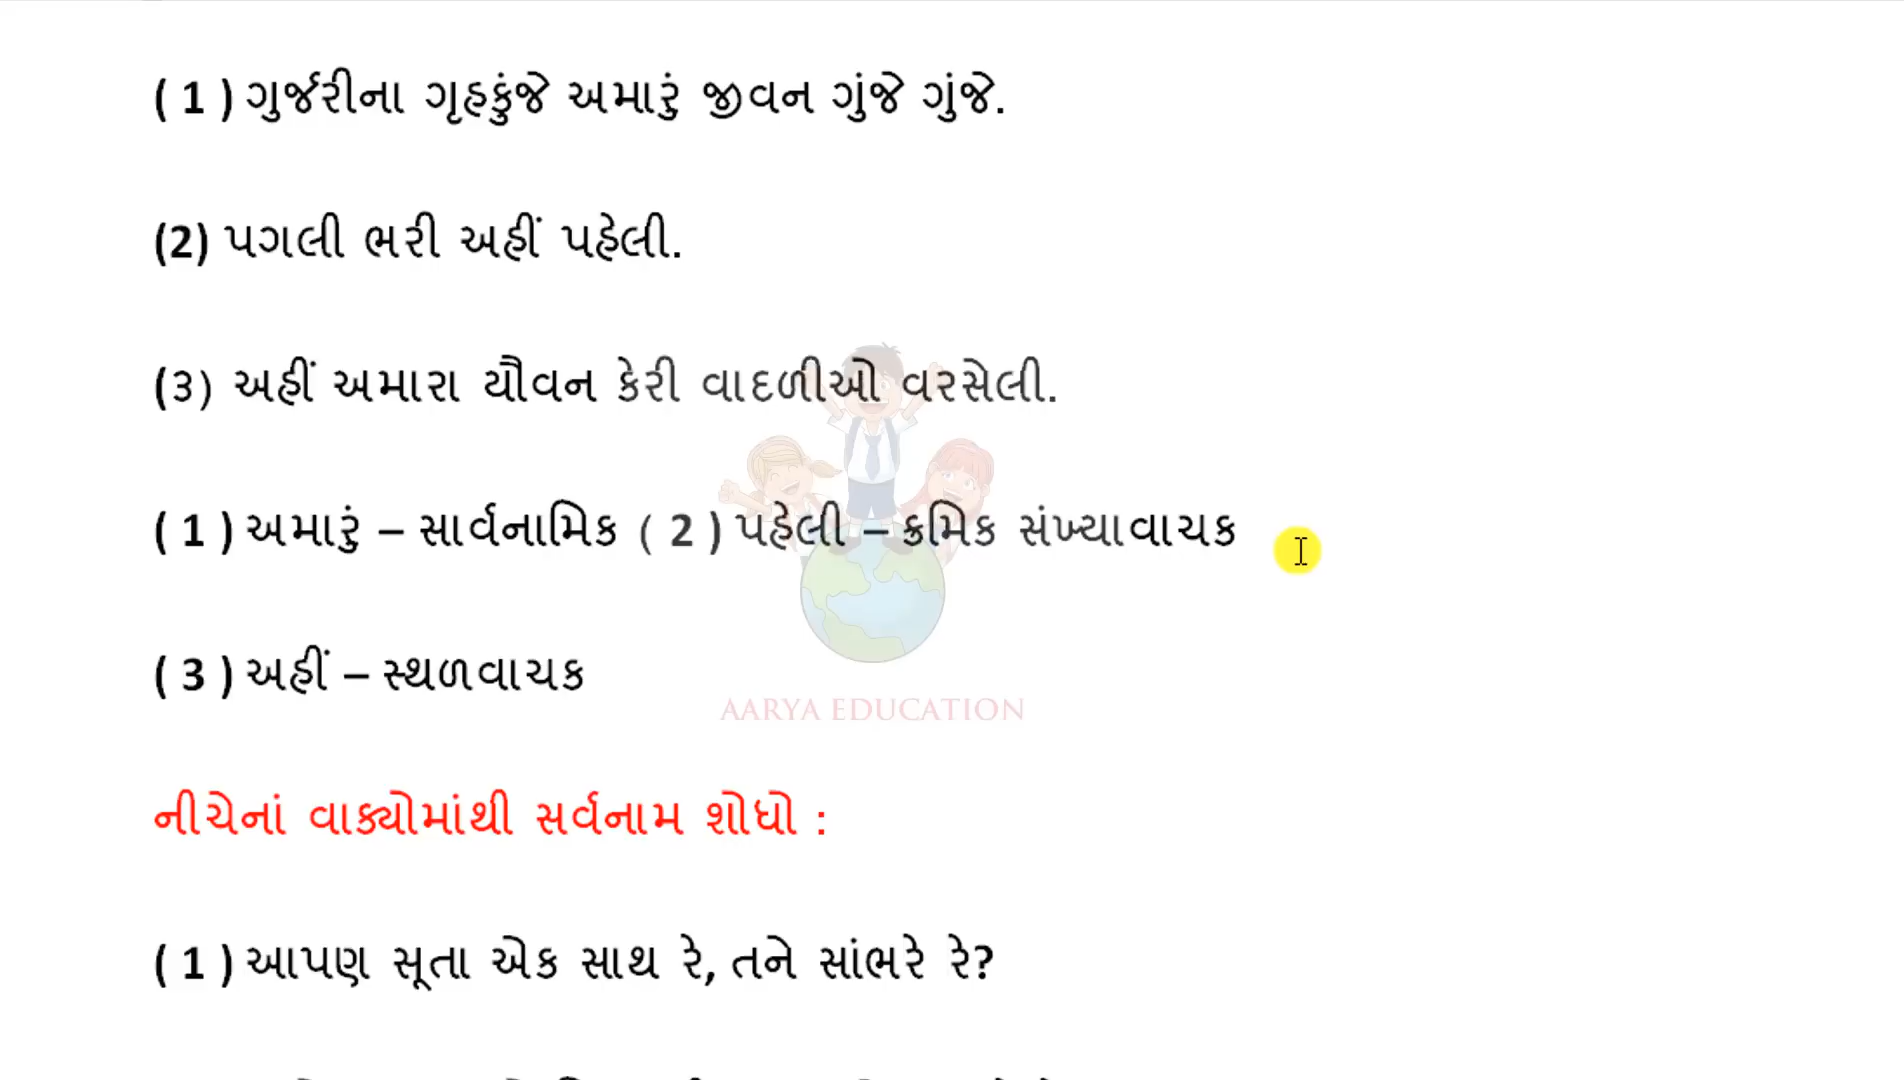 ( 1 ) ગુર્જરીના ગૃહકુંજે અમારું જીવન ગુંજે ગુંજે.
(2) પગલી ભરી અહીં પહેલી.
(૩) અહીં અમારા યૌવન કેરી વાદળીઓ વરસેલી.
( 1 ) અમારું – સાર્વનામિક ( 2 ) પહેલી – ક્રમિક સંખ્યાવાચક
( 3 ) અહીં – સ્થળવાચક
AARYA EDUCATION
નીચેનાં વાક્યોમાંથી સર્વનામ શોધો :
( 1 ) આપણ સૂતા એક સાથ રે, તને સાંભરે રે?